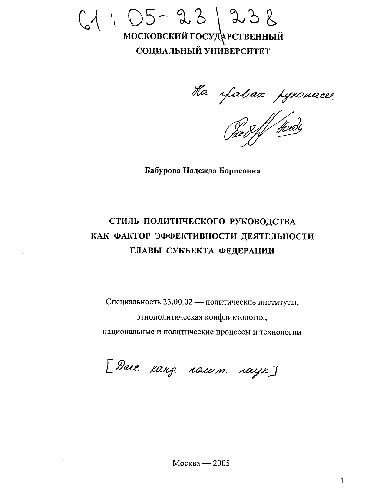 61:05-23/238
МОСКОВСКИЙ ГОСУДАРСТВЕННЫЙ
СОЦИАЛЬНЫЙ УНИВЕРСИТЕТ
На правах рукописи
Бабурова Надежда Борисовна
СТИЛЬ ПОЛИТИЧЕСКОГО РУКОВОДСТВА
КАК ФАКТОР ЭФФЕКТИВНОСТИ ДЕЯТЕЛЬНОСТИ
ГЛАВЫ СУБЪЕКТА ФЕДЕРАЦИИ
Специальность 23.00.02 — политические институты,
этнополитическая конфликтология,
национальные и политические процессы и технологии
[Дисс. канд. полит. наук]
Москва — 2005
1